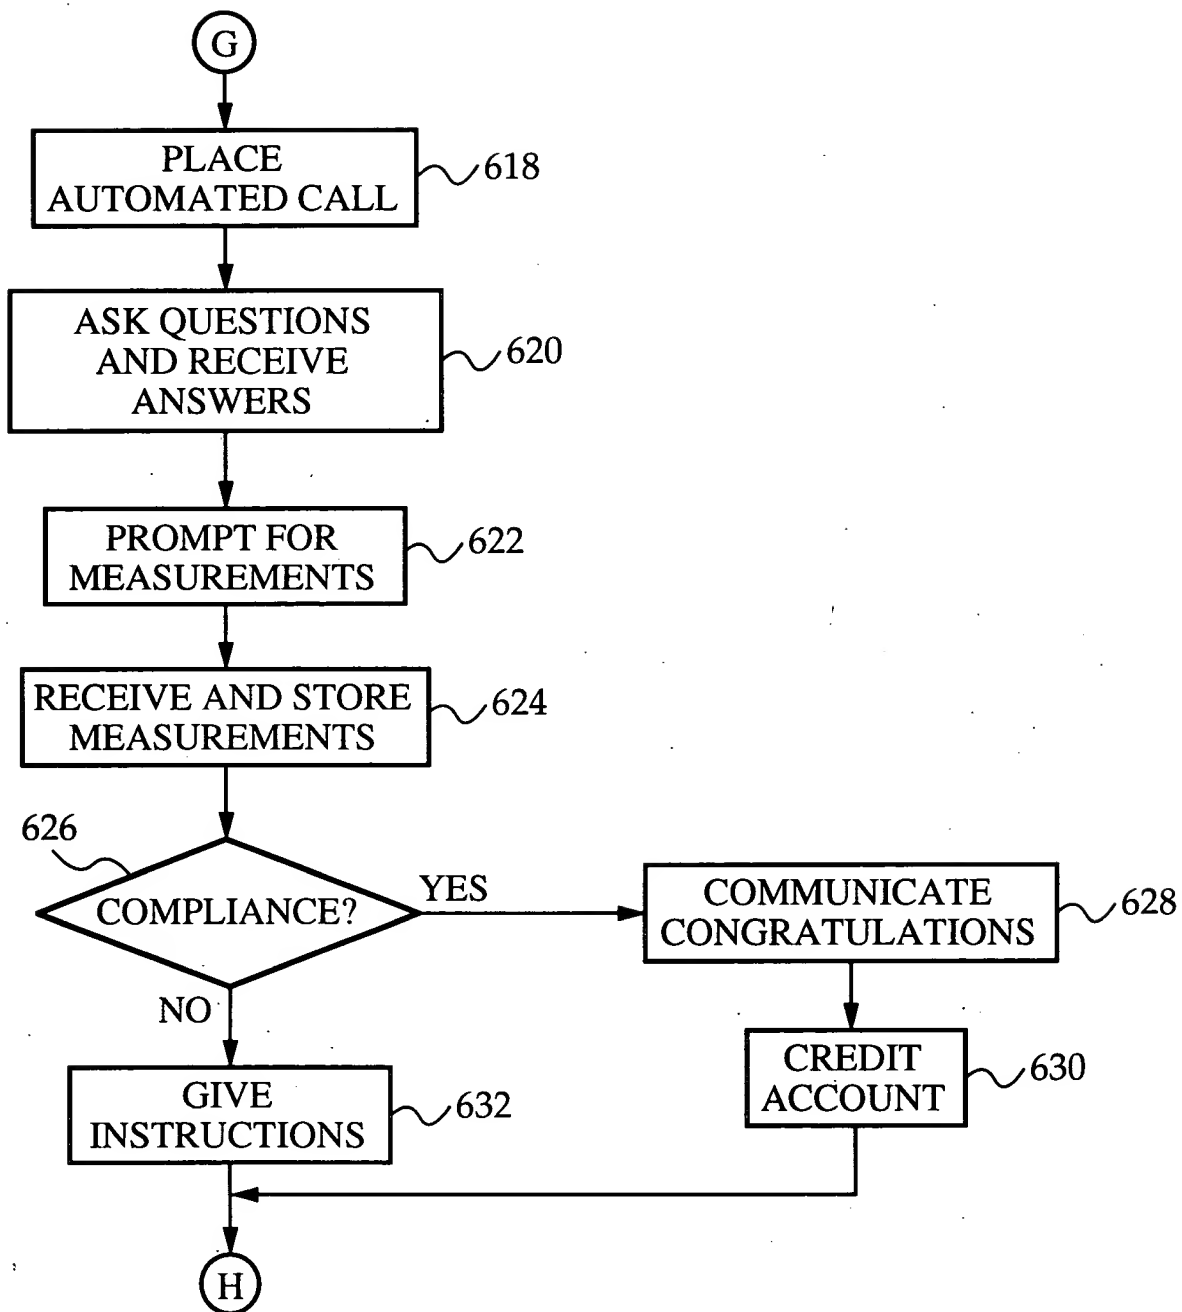 G
PLACE
AUTOMATED CALL
618
ASK QUESTIONS
AND RECEIVE
ANSWERS
620
PROMPT FOR
MEASUREMENTS
622
RECEIVE AND STORE
MEASUREMENTS
624
626
COMPLIANCE?
YES
COMMUNICATE
CONGRATULATIONS
628
NO
CREDIT
ACCOUNT
630
GIVE
INSTRUCTIONS
632
H